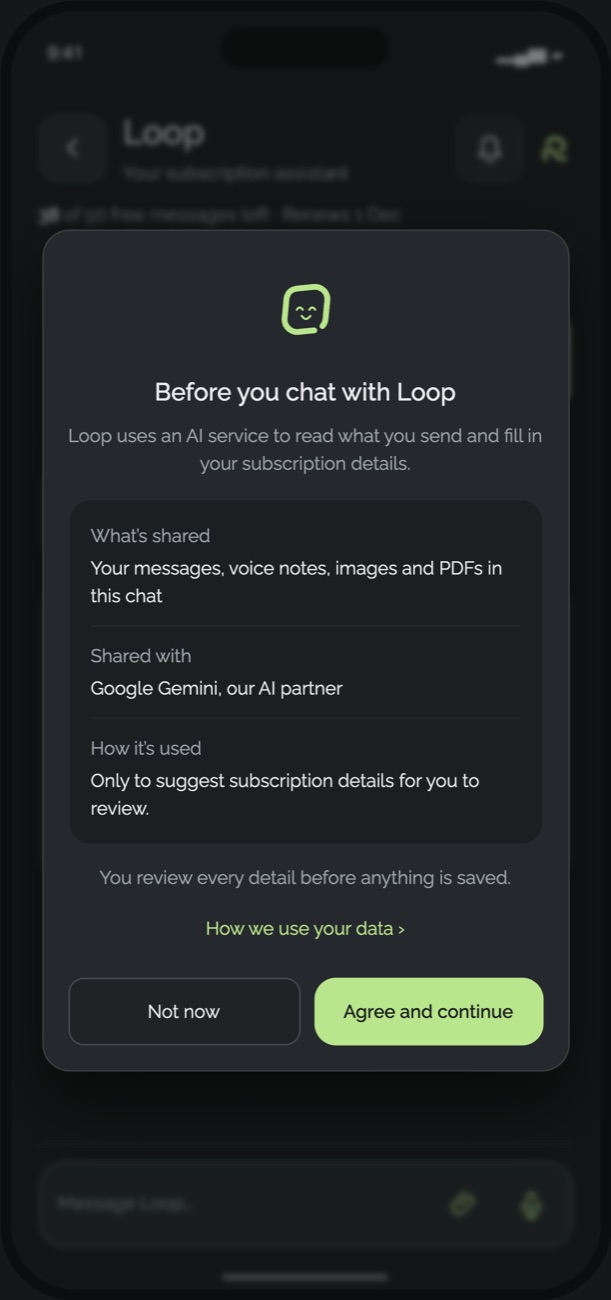 9:41
Loop
Your subscription assistant
38 of 50 free messages left · Renews 1 Dec
Before you chat with Loop
Loop uses an AI service to read what you send and fill in
your subscription details.
What's shared
Your messages, voice notes, images and PDFs in
this chat
Shared with
Google Gemini, our AI partner
How it's used
Only to suggest subscription details for you to
review.
You review every detail before anything is saved.
How we use your data ›
Not now
Agree and continue
Message Loop...